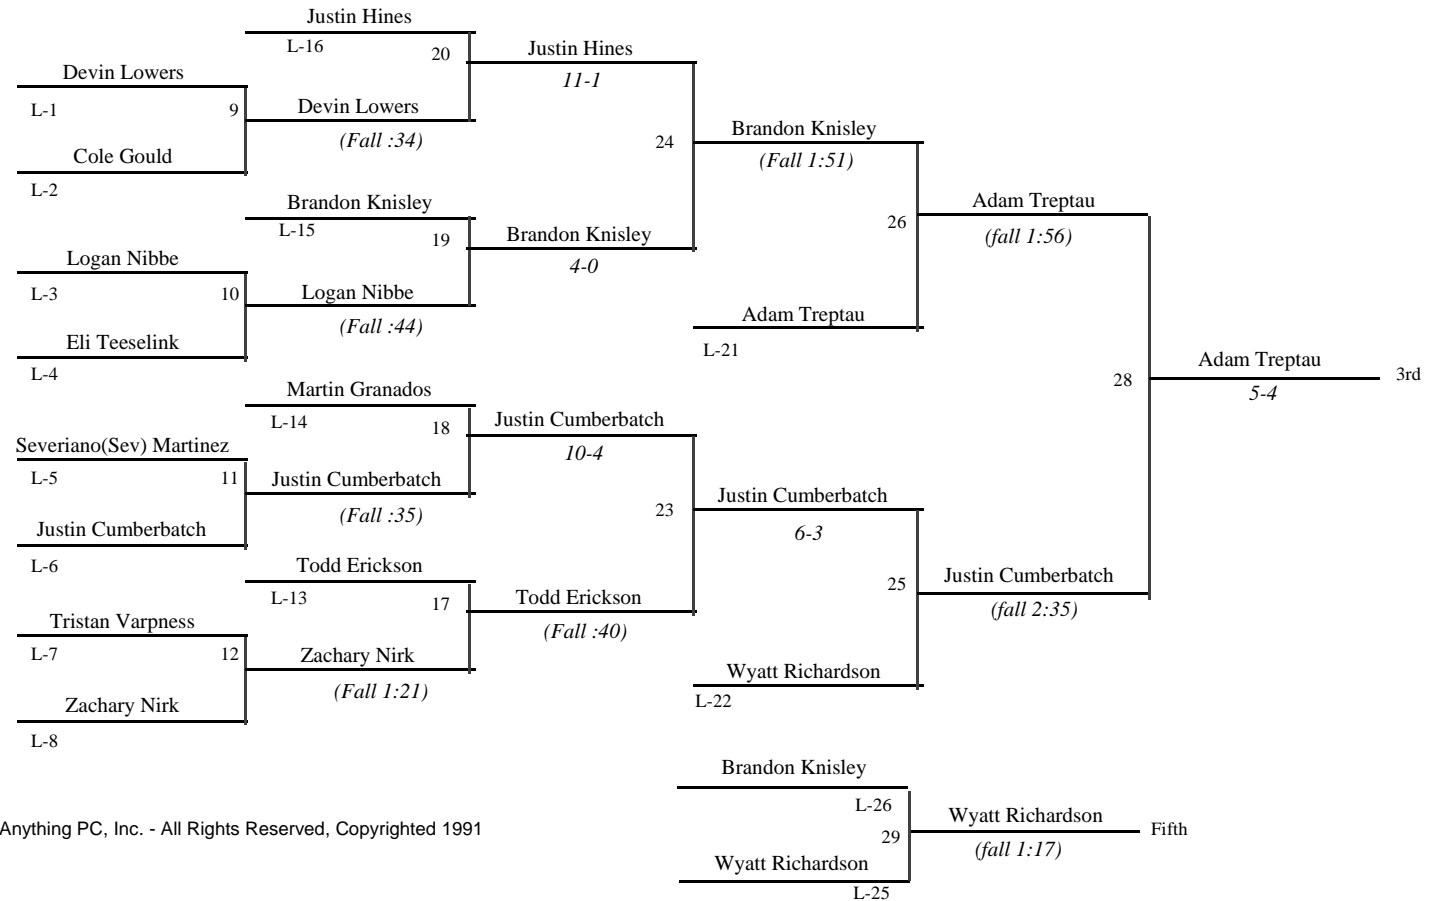 Justin Hines
L-16
20
Justin Hines
11-1
Devin Lowers
L-1
9
Devin Lowers
(Fall :34)
Cole Gould
L-2
24
Brandon Knisley
(Fall 1:51)
Brandon Knisley
L-15
19
Brandon Knisley
4-0
Logan Nibbe
L-3
10
Logan Nibbe
(Fall :44)
Eli Teeselink
L-4
26
Adam Treptau
(fall 1:56)
Adam Treptau
L-21
Martin Granados
L-14
18
Justin Cumberbatch
10-4
Severiano(Sev) Martinez
L-5
11
Justin Cumberbatch
(Fall :35)
Justin Cumberbatch
L-6
23
Justin Cumberbatch
6-3
Todd Erickson
L-13
17
Todd Erickson
(Fall :40)
Tristan Varpness
L-7
12
Zachary Nirk
(Fall 1:21)
Zachary Nirk
L-8
25
Justin Cumberbatch
(fall 2:35)
Wyatt Richardson
L-22
28
Adam Treptau
5-4
3rd
Brandon Knisley
L-26
29
Wyatt Richardson
(fall 1:17)
Fifth
Wyatt Richardson
L-25
Anything PC, Inc. - All Rights Reserved, Copyrighted 1991